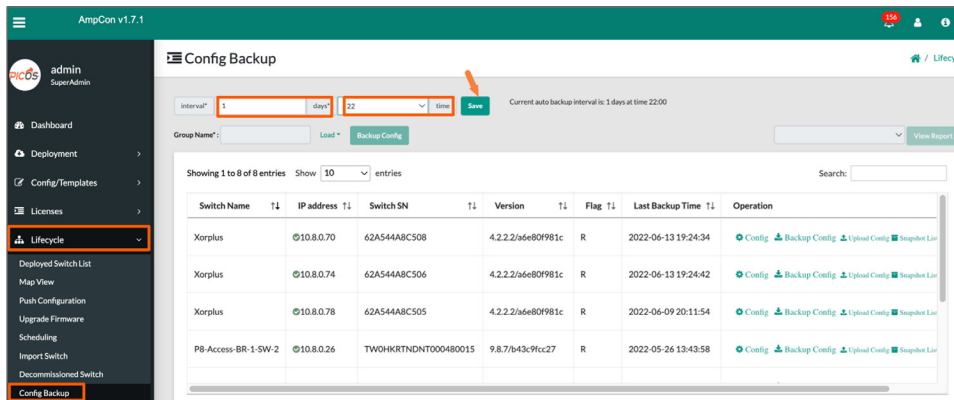 AmpCon v1.7.1
156
PICOS
admin
SuperAdmin
Dashboard
Deployment
Config/Templates
Licenses
Lifecycle
Deployed Switch List
Map View
Push Configuration
Upgrade Firmware
Scheduling
Import Switch
Decommissioned Switch
Config Backup
Config Backup
/ Lifecy
interval* 1 days* 22 time Save Current auto backup interval is: 1 days at time 22:00
Group Name* : Load Backup Config View Report
Showing 1 to 8 of 8 entries Show 10 entries Search:
Switch Name IP address Switch SN Version Flag Last Backup Time Operation
Xorplus 10.8.0.70 62A544A8C508 4.2.2.2/a6e80f981c R 2022-06-13 19:24:34 Config Backup Config Upload Config Snapshot List
Xorplus 10.8.0.74 62A544A8C506 4.2.2.2/a6e80f981c R 2022-06-13 19:24:42 Config Backup Config Upload Config Snapshot List
Xorplus 10.8.0.78 62A544A8C505 4.2.2.2/a6e80f981c R 2022-06-09 20:11:54 Config Backup Config Upload Config Snapshot List
P8-Access-BR-1-SW-2 10.8.0.26 TW0HKRTNDNT000480015 9.8.7/b43c9fcc27 R 2022-05-26 13:43:58 Config Backup Config Upload Config Snapshot List